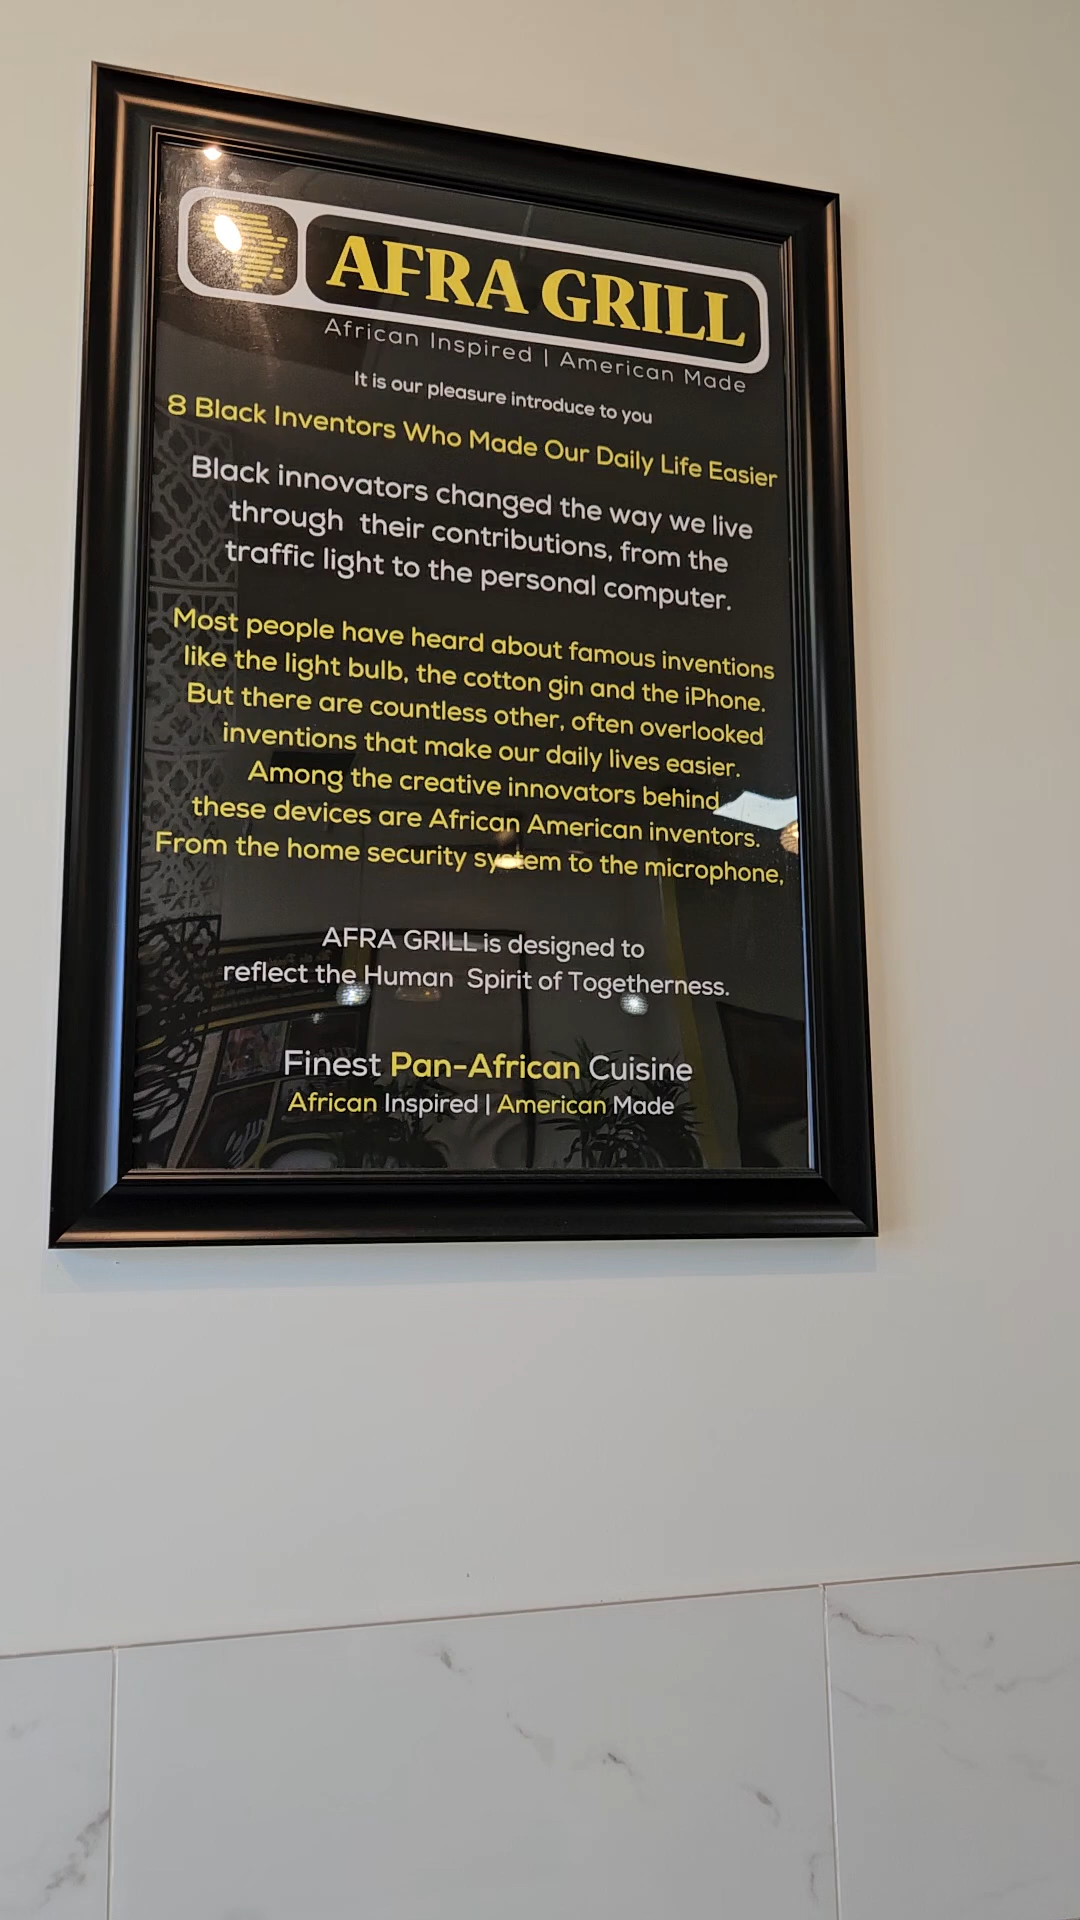 AFRA GRILL
African Inspired | American Made
It is our pleasure introduce to you
8 Black Inventors Who Made Our Daily Life Easier
Black innovators changed the way we live
through their contributions, from the
traffic light to the personal computer.
Most people have heard about famous inventions
like the light bulb, the cotton gin and the iPhone.
But there are countless other, often overlooked
inventions that make our daily lives easier.
Among the creative innovators behind
these devices are African American inventors.
From the home security system to the microphone,
AFRA GRILL is designed to
reflect the Human Spirit of Togetherness.
Finest Pan-African Cuisine
African Inspired | American Made